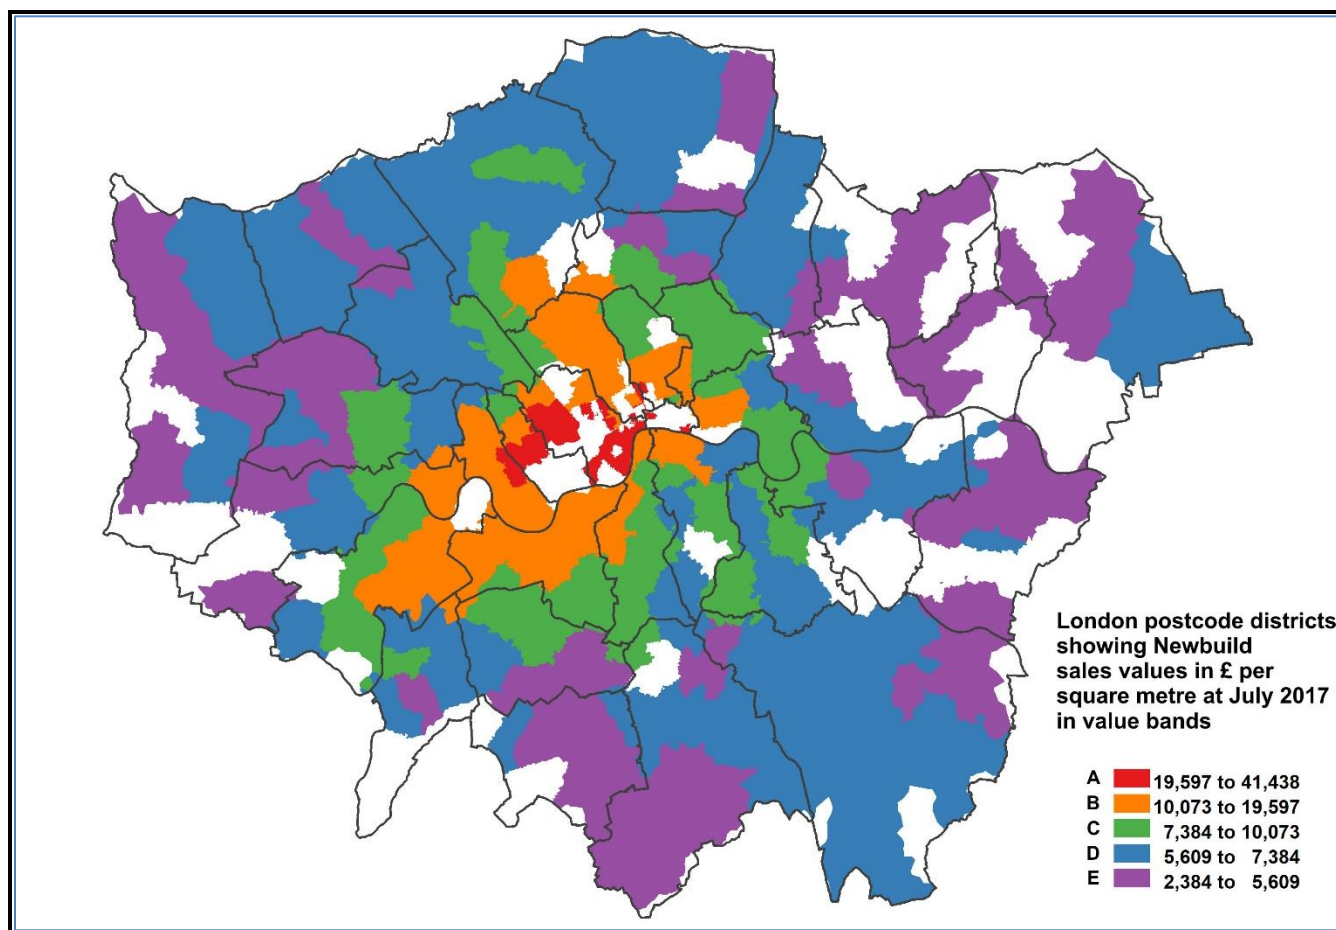 London postcode districts
showing Newbuild
sales values in £ per
square metre at July 2017
in value bands
A 19,597 to 41,438
B 10,073 to 19,597
C 7,384 to 10,073
D 5,609 to 7,384
E 2,384 to 5,609